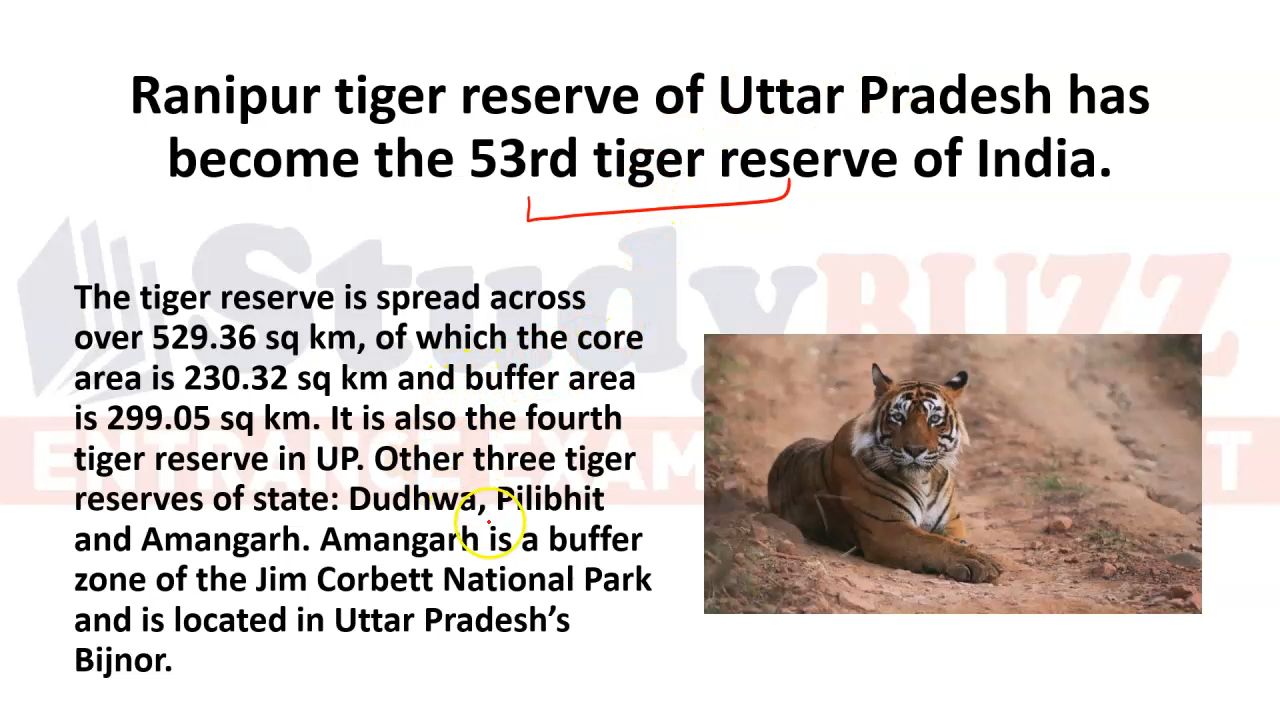 Ranipur tiger reserve of Uttar Pradesh has
become the 53rd tiger reserve of India.
StudyBUZZ
ENTRANCE EXAM
The tiger reserve is spread across
over 529.36 sq km, of which the core
area is 230.32 sq km and buffer area
is 299.05 sq km. It is also the fourth
tiger reserve in UP. Other three tiger
reserves of state: Dudhwa, Pilibhit
and Amangarh. Amangarh is a buffer
zone of the Jim Corbett National Park
and is located in Uttar Pradesh’s
Bijnor.